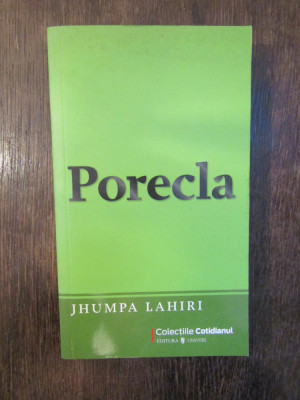 Porecla
JHUMPA LAHIRI
Colecțiile Cotidianul
EDITURA UNIVERS